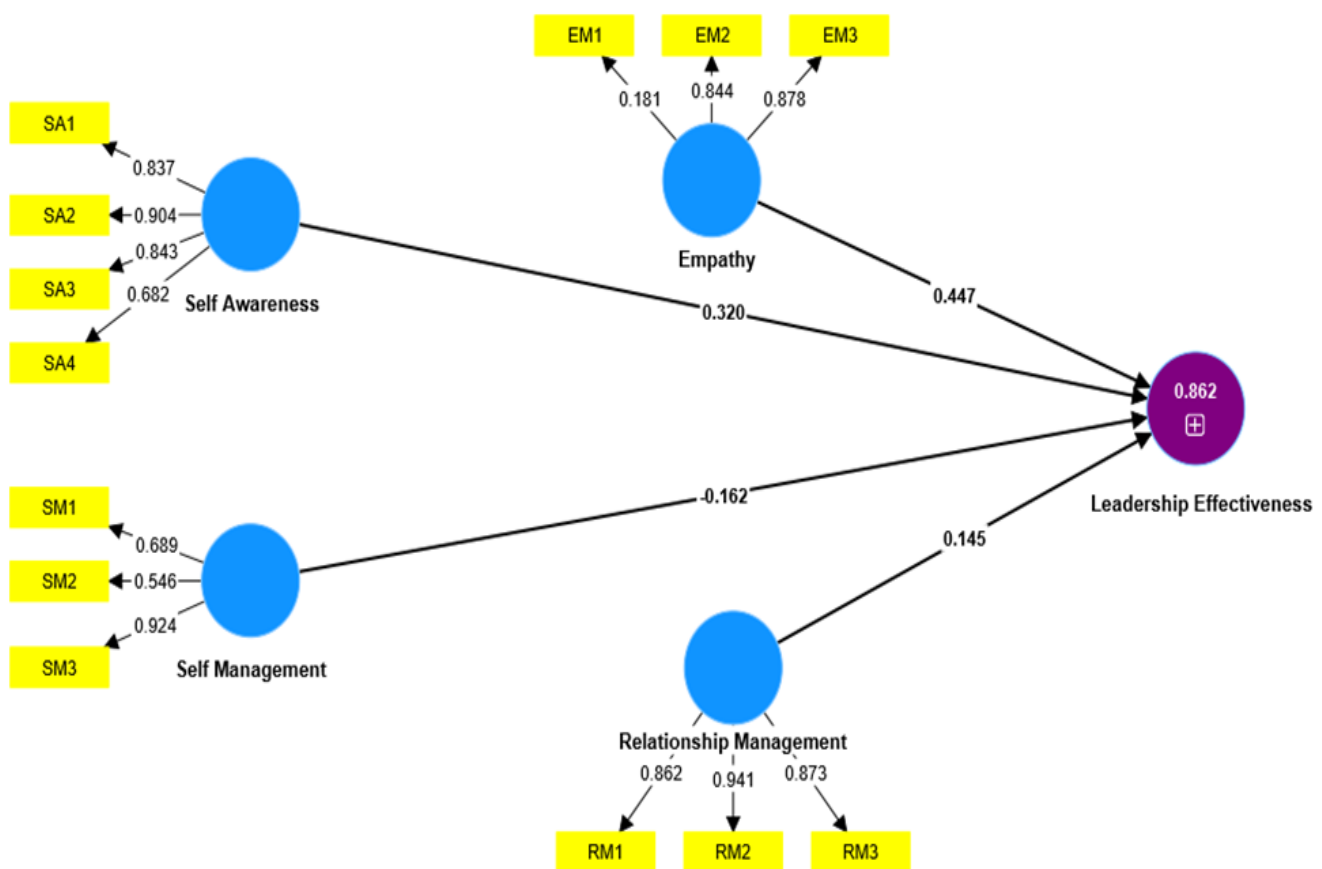 EM1 EM2 EM3
0.181 0.844 0.878
Empathy
SA1
0.837
SA2
0.904
0.843
SA3
0.682
SA4
Self Awareness
0.447
0.320
0.862
Leadership Effectiveness
-0.162
0.145
SM1
0.689
SM2
0.546
0.924
SM3
Self Management
Relationship Management
0.862 0.941 0.873
RM1 RM2 RM3